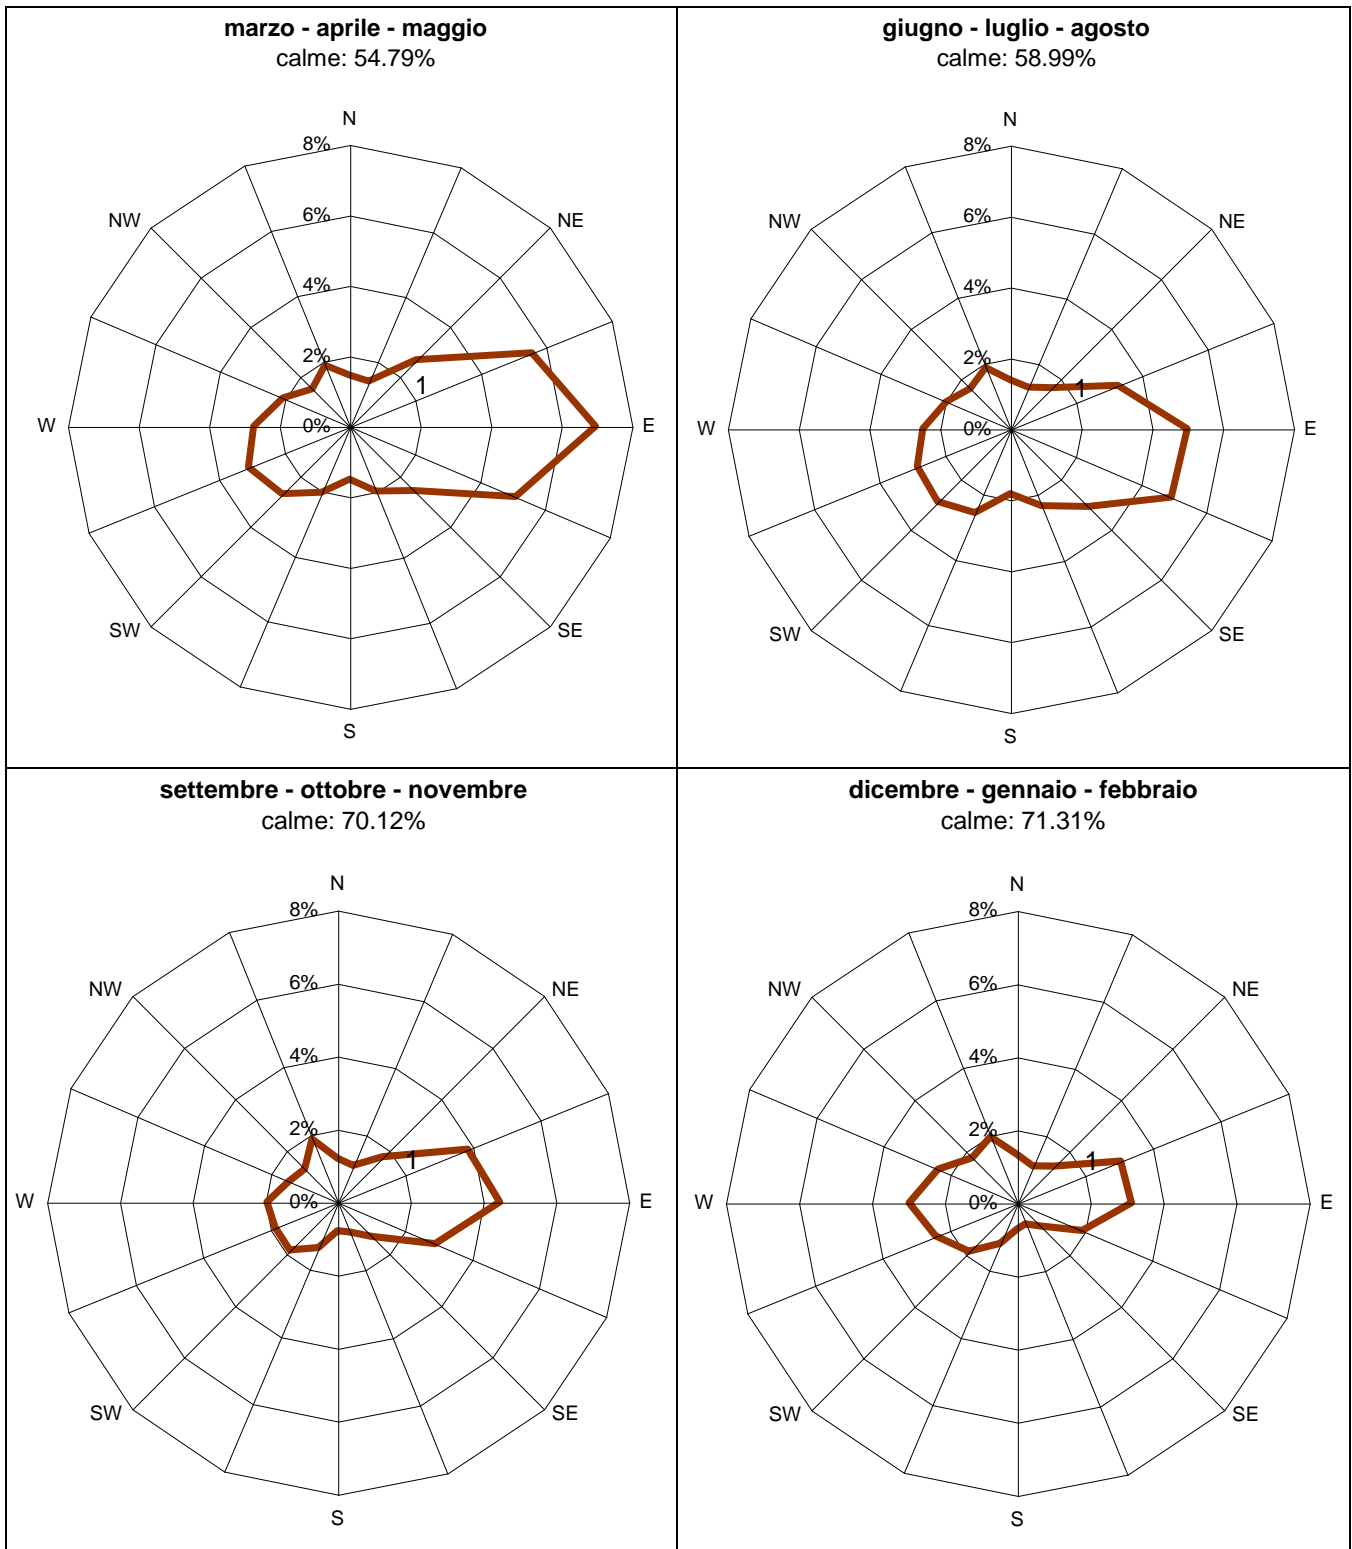 marzo - aprile - maggio
calme: 54.79%
N
8%
NW
NE
6%
4%
2%
1
W
0%
E
SW
SE
S
giugno - luglio - agosto
calme: 58.99%
N
8%
NW
NE
6%
4%
2%
1
W
0%
E
SW
SE
S
settembre - ottobre - novembre
calme: 70.12%
N
8%
NW
NE
6%
4%
2%
1
W
0%
E
SW
SE
S
dicembre - gennaio - febbraio
calme: 71.31%
N
8%
NW
NE
6%
4%
2%
1
W
0%
E
SW
SE
S